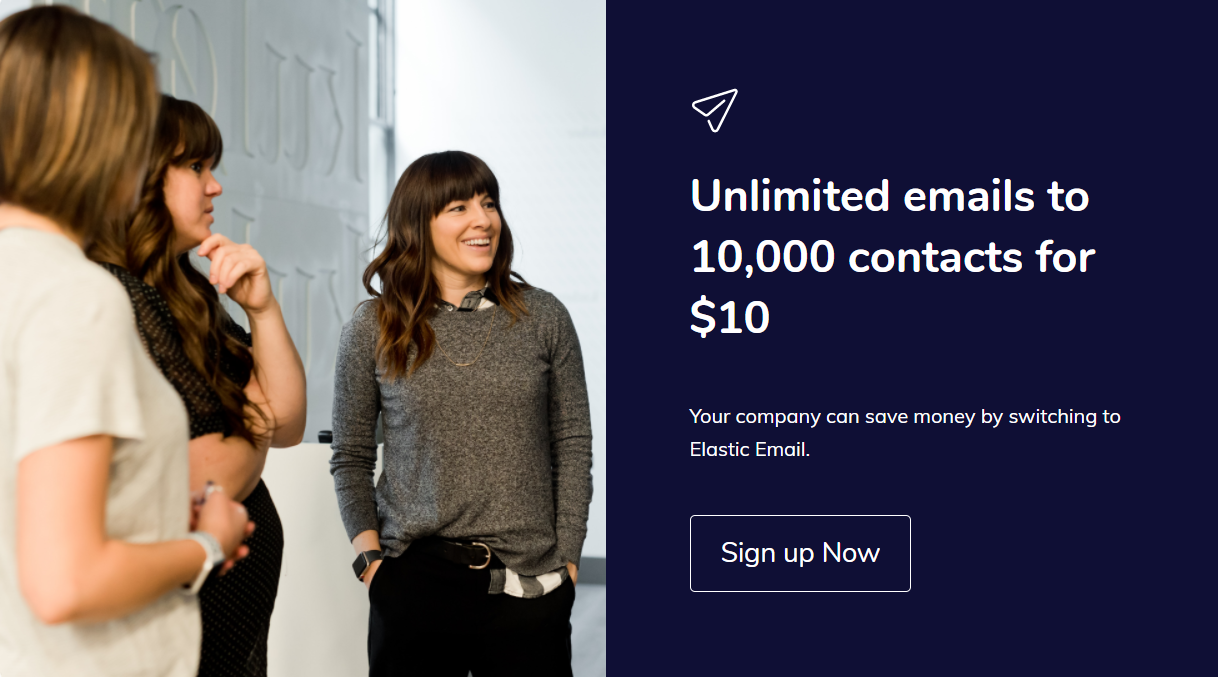 Unlimited emails to
10,000 contacts for
$10
Your company can save money by switching to
Elastic Email.
Sign up Now